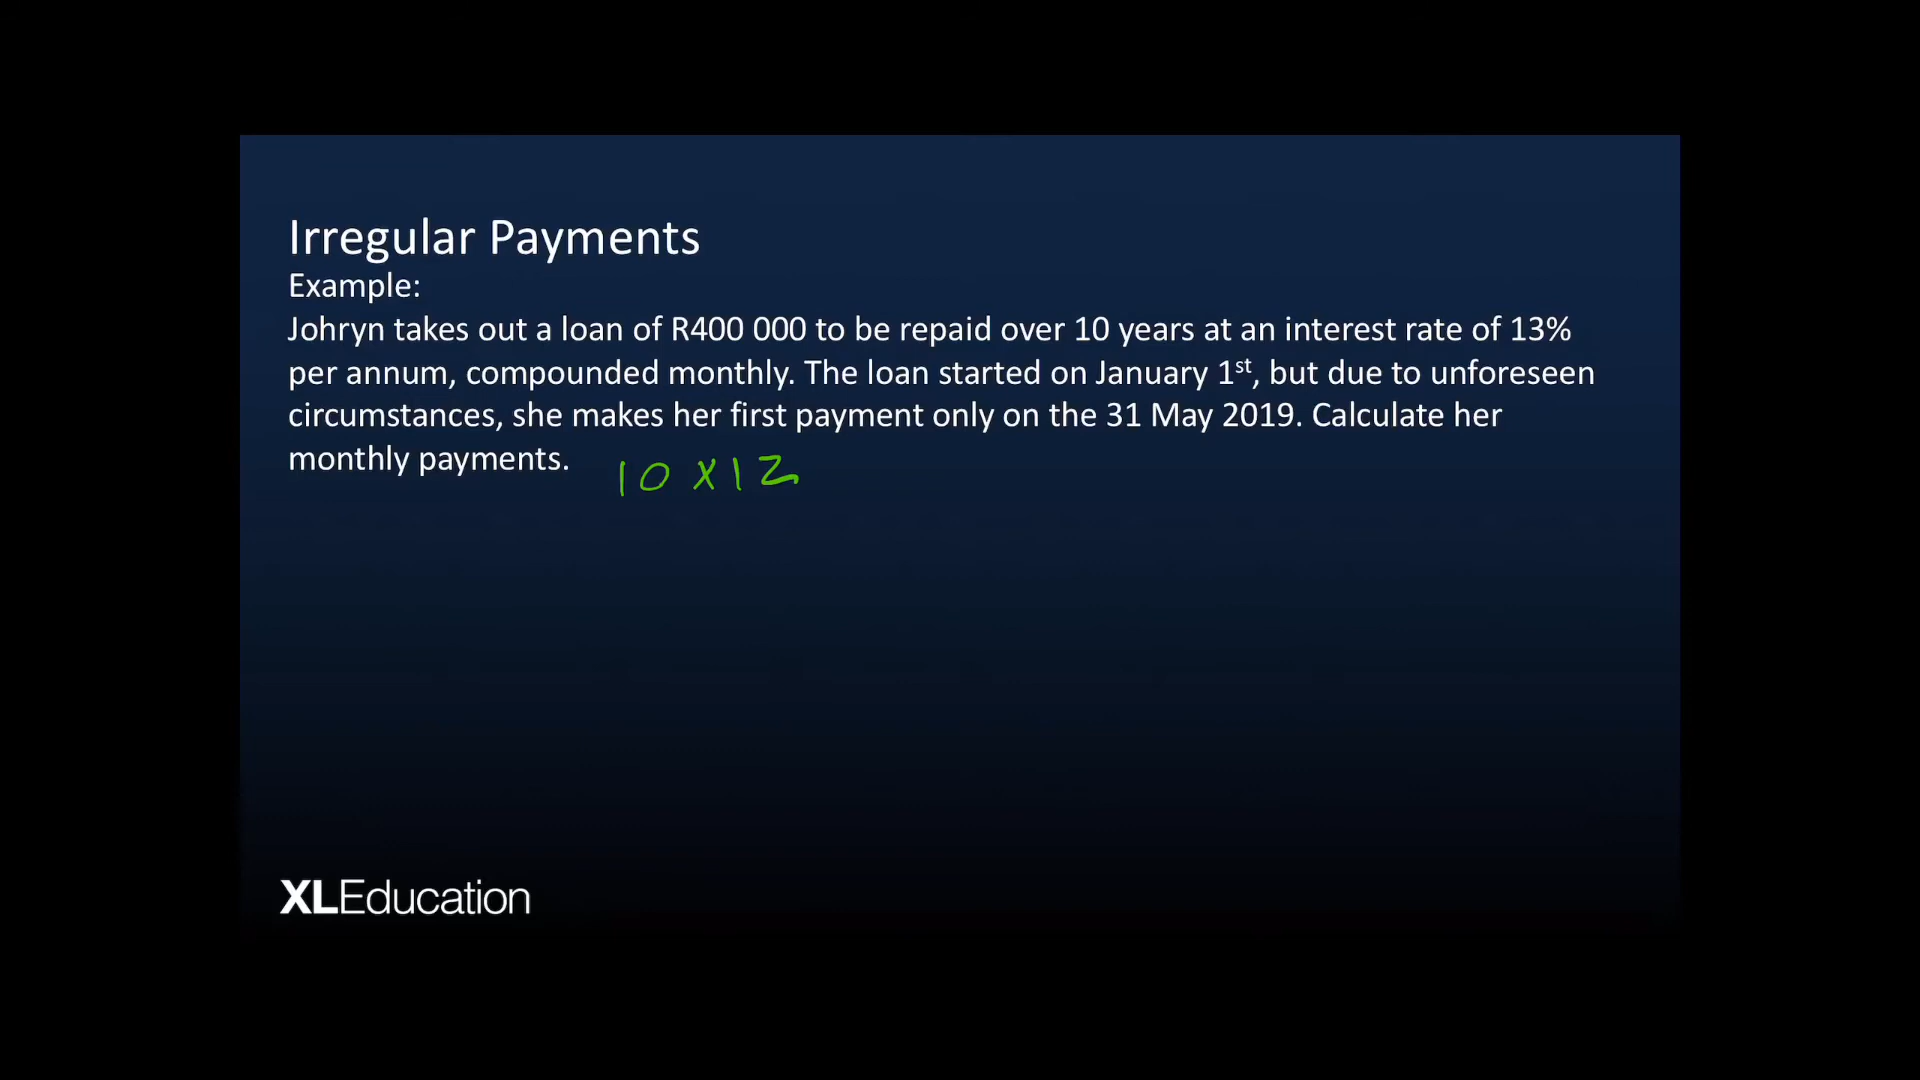 Irregular Payments
Example:
Johryn takes out a loan of R400 000 to be repaid over 10 years at an interest rate of 13%
per annum, compounded monthly. The loan started on January 1st, but due to unforeseen
circumstances, she makes her first payment only on the 31 May 2019. Calculate her
monthly payments. 10 x 12
XLEducation